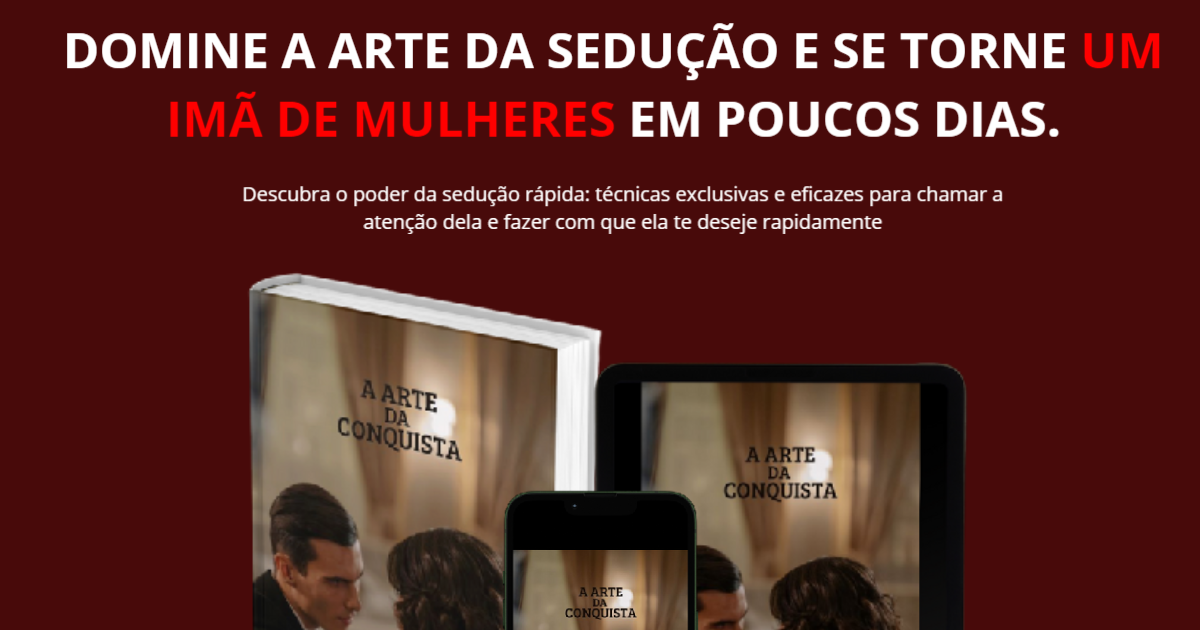 DOMINE A ARTE DA SEDUÇÃO E SE TORNE UM
IMÃ DE MULHERES EM POUCOS DIAS.
Descubra o poder da sedução rápida: técnicas exclusivas e eficazes para chamar a
atenção dela e fazer com que ela te deseje rapidamente
A ARTE
DA
CONQUISTA
A ARTE
DA
CONQUISTA
A ARTE
DA
CONQUISTA